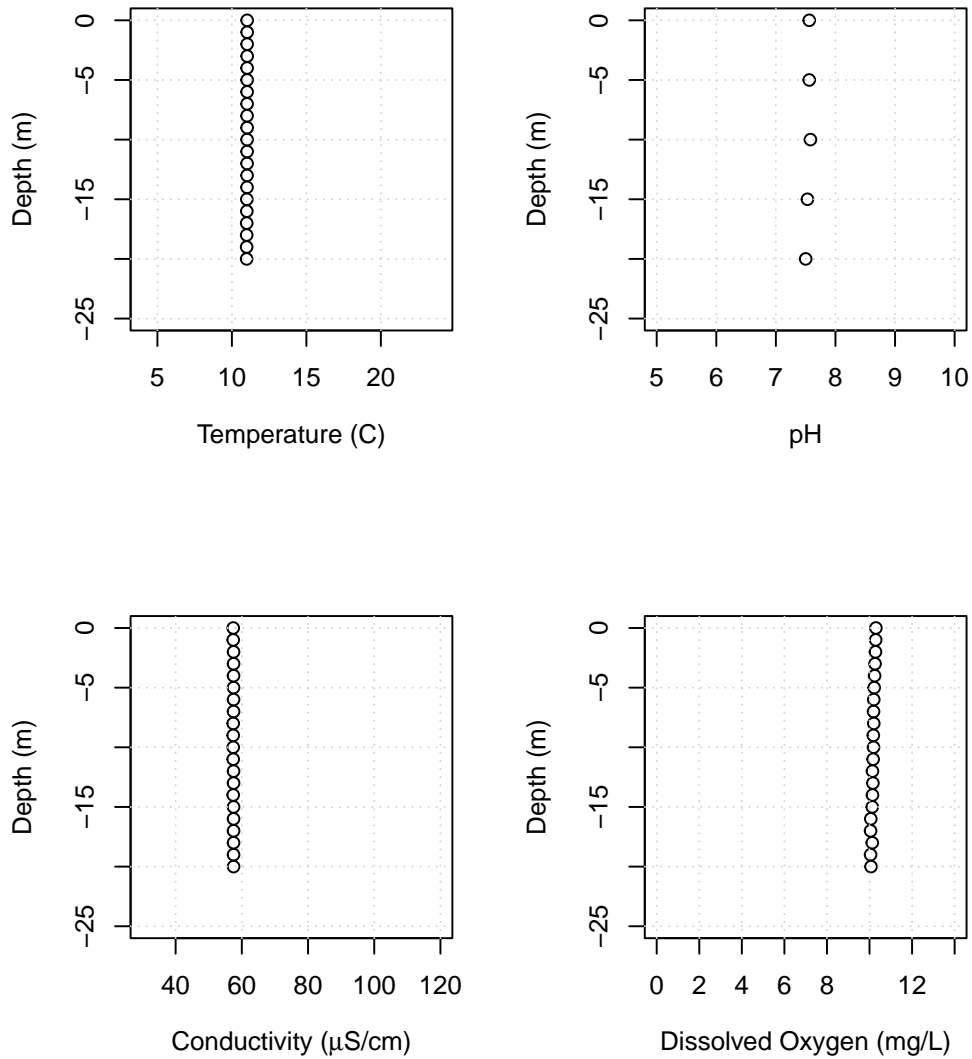 0
−5
−15
−25
Depth (m)
5 10 15 20
Temperature (C)
0
−5
−15
−25
Depth (m)
5 6 7 8 9 10
pH
0
−5
−15
−25
Depth (m)
40 60 80 100 120
Conductivity (μS/cm)
0
−5
−15
−25
Depth (m)
0 2 4 6 8 12
Dissolved Oxygen (mg/L)